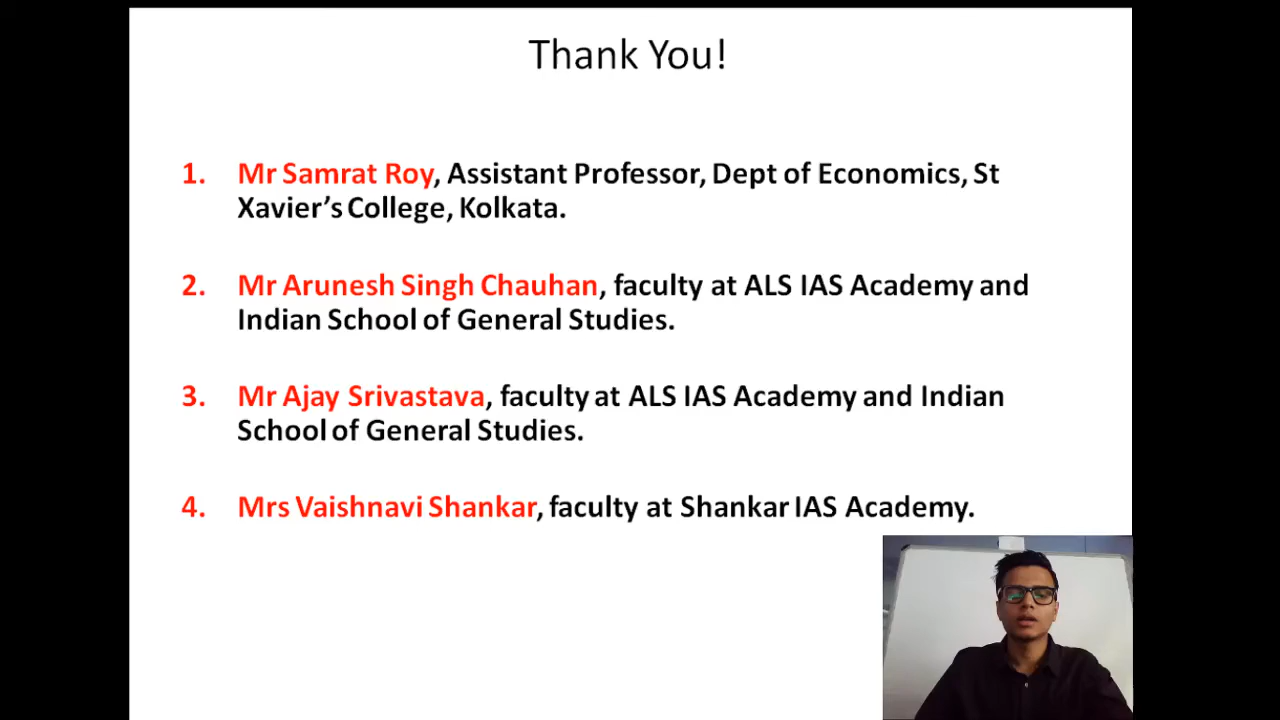 Thank You!
1. Mr Samrat Roy, Assistant Professor, Dept of Economics, St
Xavier’s College, Kolkata.
2. Mr Arunesh Singh Chauhan, faculty at ALS IAS Academy and
Indian School of General Studies.
3. Mr Ajay Srivastava, faculty at ALS IAS Academy and Indian
School of General Studies.
4. Mrs Vaishnavi Shankar, faculty at Shankar IAS Academy.